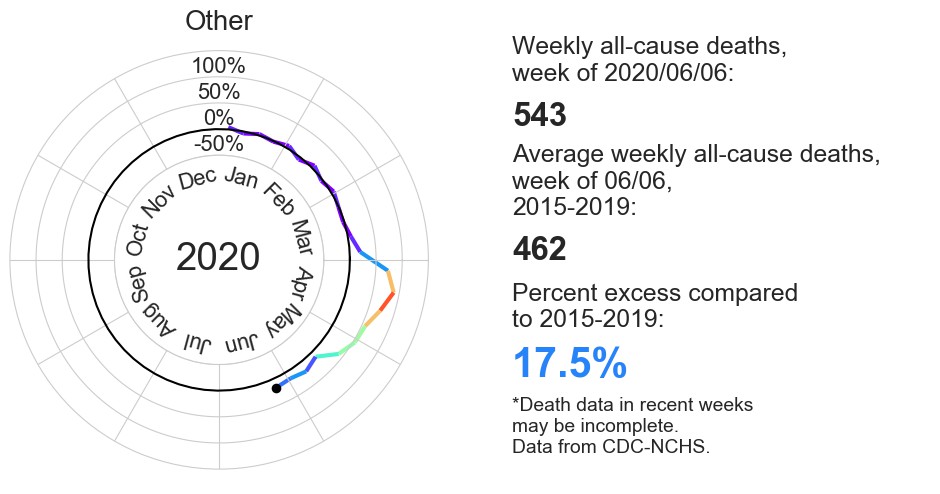 Other
100%
50%
0%
-50%
Jan
Feb
Mar
Apr
May
Jun
Jul
Aug
Sep
Oct
Nov
Dec
2020
Weekly all-cause deaths,
week of 2020/06/06:
543
Average weekly all-cause deaths,
week of 06/06,
2015-2019:
462
Percent excess compared
to 2015-2019:
17.5%
*Death data in recent weeks
may be incomplete.
Data from CDC-NCHS.